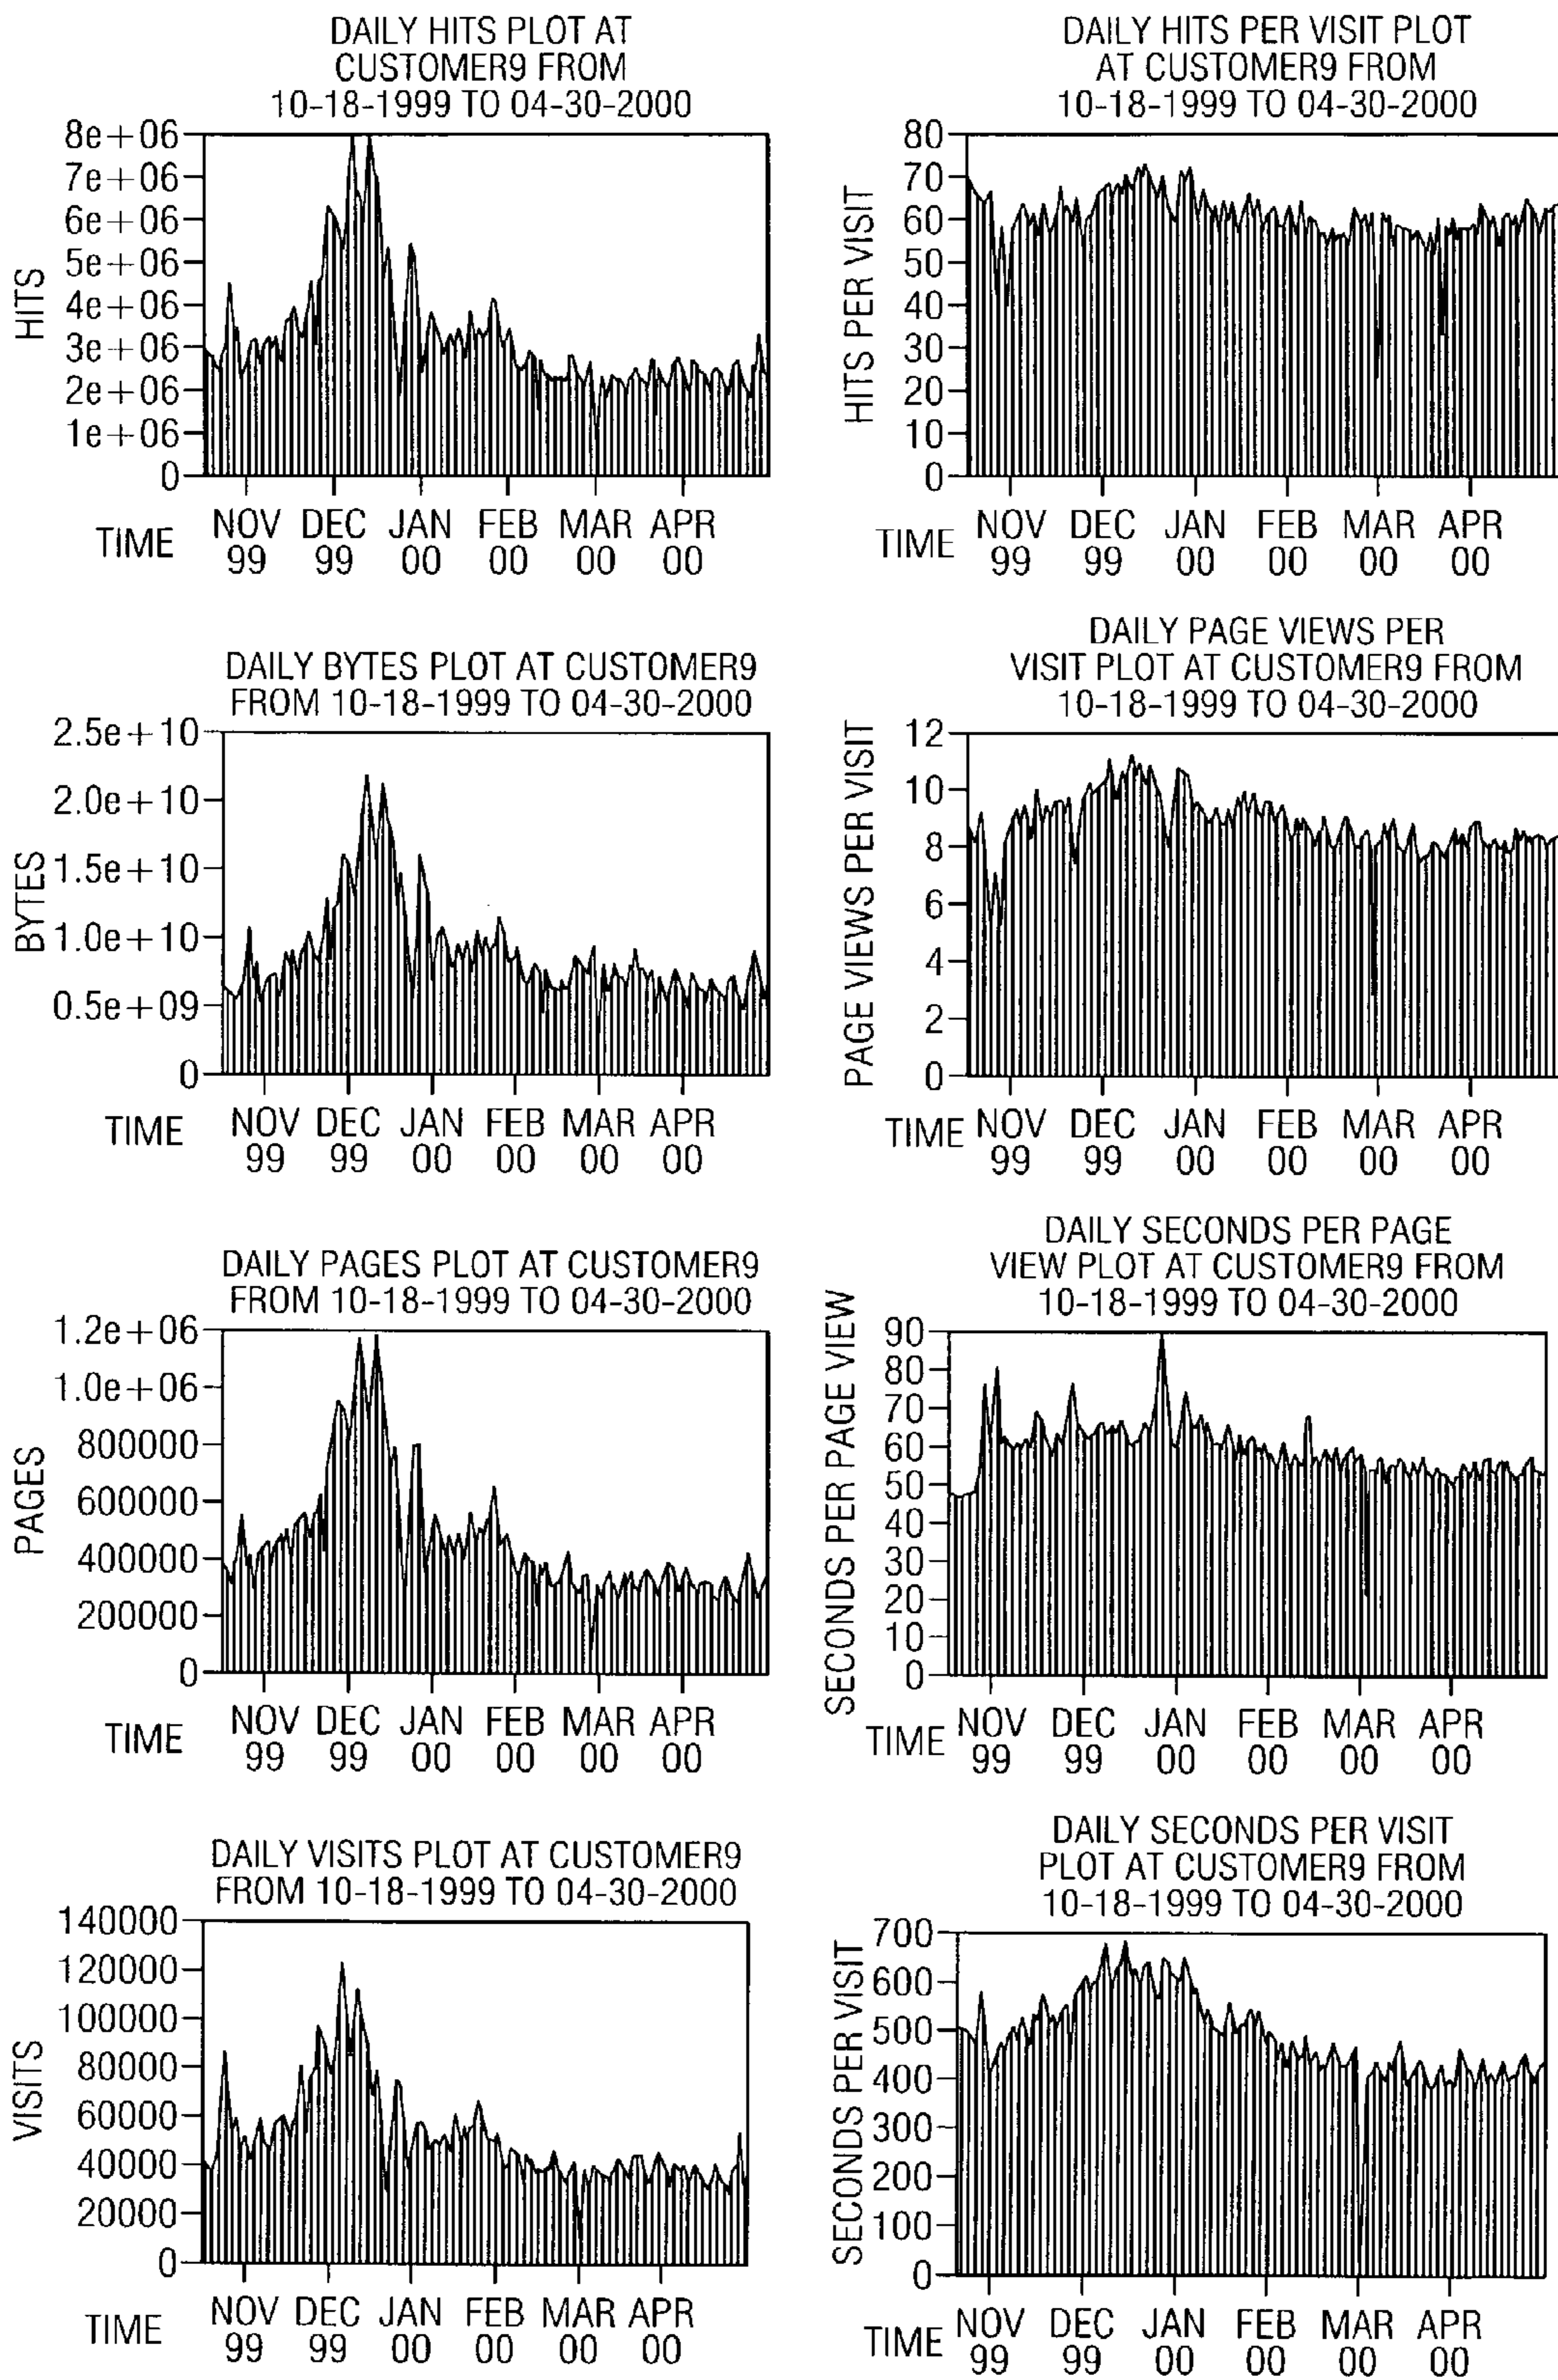 DAILY HITS PLOT AT
CUSTOMER9 FROM
10-18-1999 TO 04-30-2000
8e+06
7e+06
6e+06
5e+06
4e+06
3e+06
2e+06
1e+06
0
HITS
TIME
NOV DEC JAN FEB MAR APR
99 99 00 00 00 00
DAILY HITS PER VISIT PLOT
AT CUSTOMER9 FROM
10-18-1999 TO 04-30-2000
80
70
60
50
40
30
20
10
0
HITS PER VISIT
TIME
NOV DEC JAN FEB MAR APR
99 99 00 00 00 00
DAILY BYTES PLOT AT CUSTOMER9
FROM 10-18-1999 TO 04-30-2000
2.5e+10
2.0e+10
1.5e+10
1.0e+10
0.5e+09
0
BYTES
TIME
NOV DEC JAN FEB MAR APR
99 99 00 00 00 00
DAILY PAGE VIEWS PER
VISIT PLOT AT CUSTOMER9 FROM
10-18-1999 TO 04-30-2000
12
10
8
6
4
2
0
PAGE VIEWS PER VISIT
TIME
NOV DEC JAN FEB MAR APR
99 99 00 00 00 00
DAILY PAGES PLOT AT CUSTOMER9
FROM 10-18-1999 TO 04-30-2000
1.2e+06
1.0e+06
800000
600000
400000
200000
0
PAGES
TIME
NOV DEC JAN FEB MAR APR
99 99 00 00 00 00
DAILY SECONDS PER PAGE
VIEW PLOT AT CUSTOMER9 FROM
10-18-1999 TO 04-30-2000
90
80
70
60
50
40
30
20
10
0
SECONDS PER PAGE VIEW
TIME
NOV DEC JAN FEB MAR APR
99 99 00 00 00 00
DAILY VISITS PLOT AT CUSTOMER9
FROM 10-18-1999 TO 04-30-2000
140000
120000
100000
80000
60000
40000
20000
0
VISITS
TIME
NOV DEC JAN FEB MAR APR
99 99 00 00 00 00
DAILY SECONDS PER VISIT
PLOT AT CUSTOMER9 FROM
10-18-1999 TO 04-30-2000
700
600
500
400
300
200
100
0
SECONDS PER VISIT
TIME
NOV DEC JAN FEB MAR APR
99 99 00 00 00 00